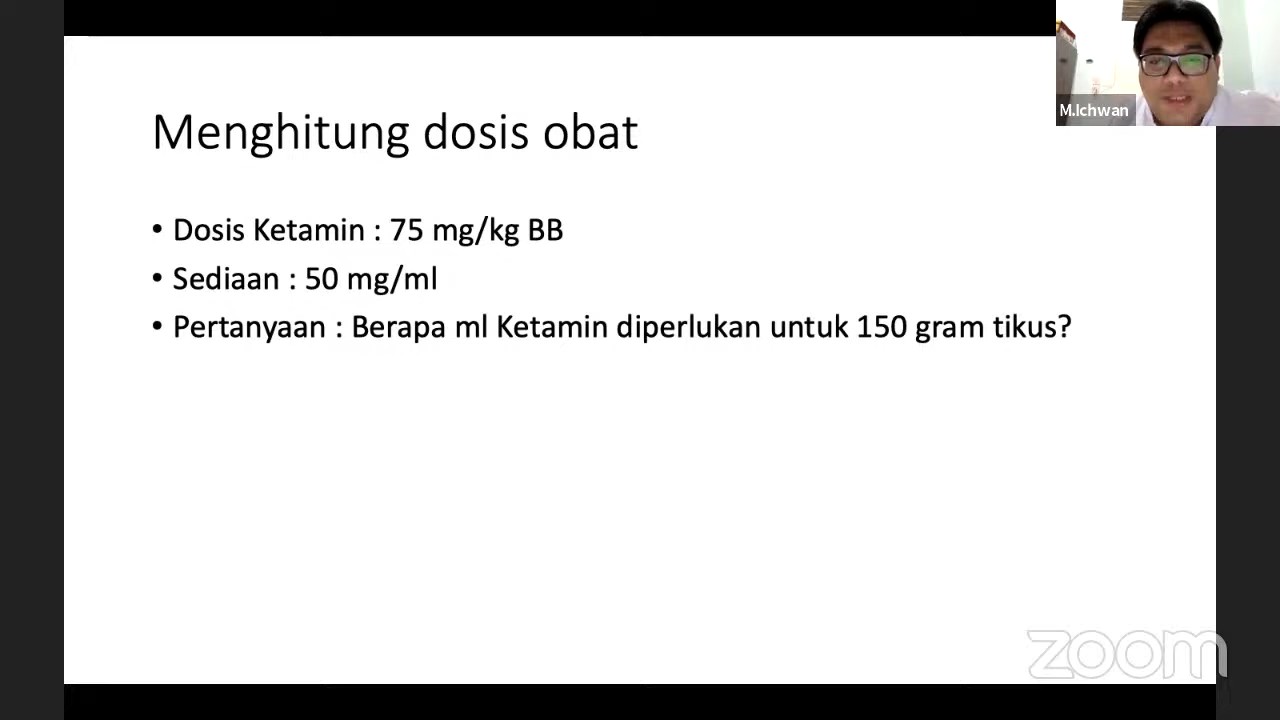 M.Ichwan
Menghitung dosis obat
• Dosis Ketamin : 75 mg/kg BB
• Sediaan : 50 mg/ml
• Pertanyaan : Berapa ml Ketamin diperlukan untuk 150 gram tikus?
zoom